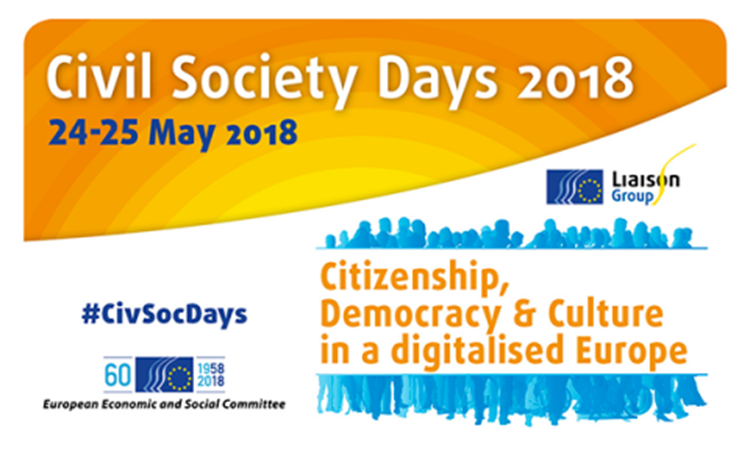 Civil Society Days 2018
24-25 May 2018
Liaison
Group
Citizenship,
Democracy & Culture
in a digitalised Europe
#CivSocDays
60
1958
2018
European Economic and Social Committee